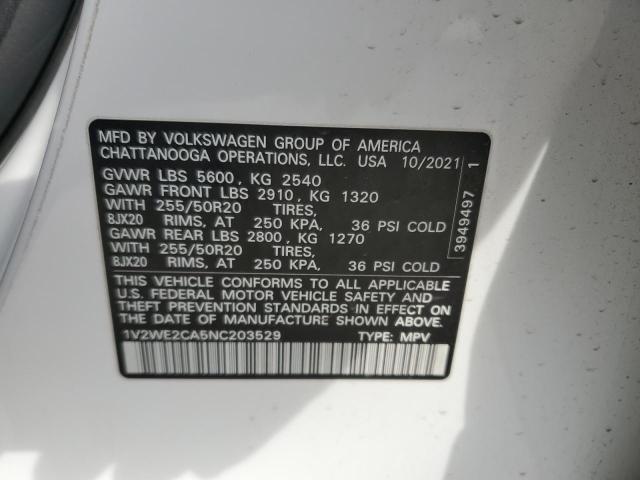 MFD BY VOLKSWAGEN GROUP OF AMERICA
CHATTANOOGA OPERATIONS, LLC. USA 10/2021
GVWR LBS 5600, KG 2540
GAWR FRONT LBS 2910, KG 1320
WITH 255/50R20 TIRES,
8JX20 RIMS, AT 250 KPA, 36 PSI COLD
GAWR REAR LBS 2800, KG 1270
WITH 255/50R20 TIRES,
8JX20 RIMS, AT 250 KPA, 36 PSI COLD
THIS VEHICLE CONFORMS TO ALL APPLICABLE
U.S. FEDERAL MOTOR VEHICLE SAFETY AND
THEFT PREVENTION STANDARDS IN EFFECT ON
DATE OF MANUFACTURE SHOWN ABOVE.
1V2WE2CA5NC203529 TYPE: MPV
3949497 1